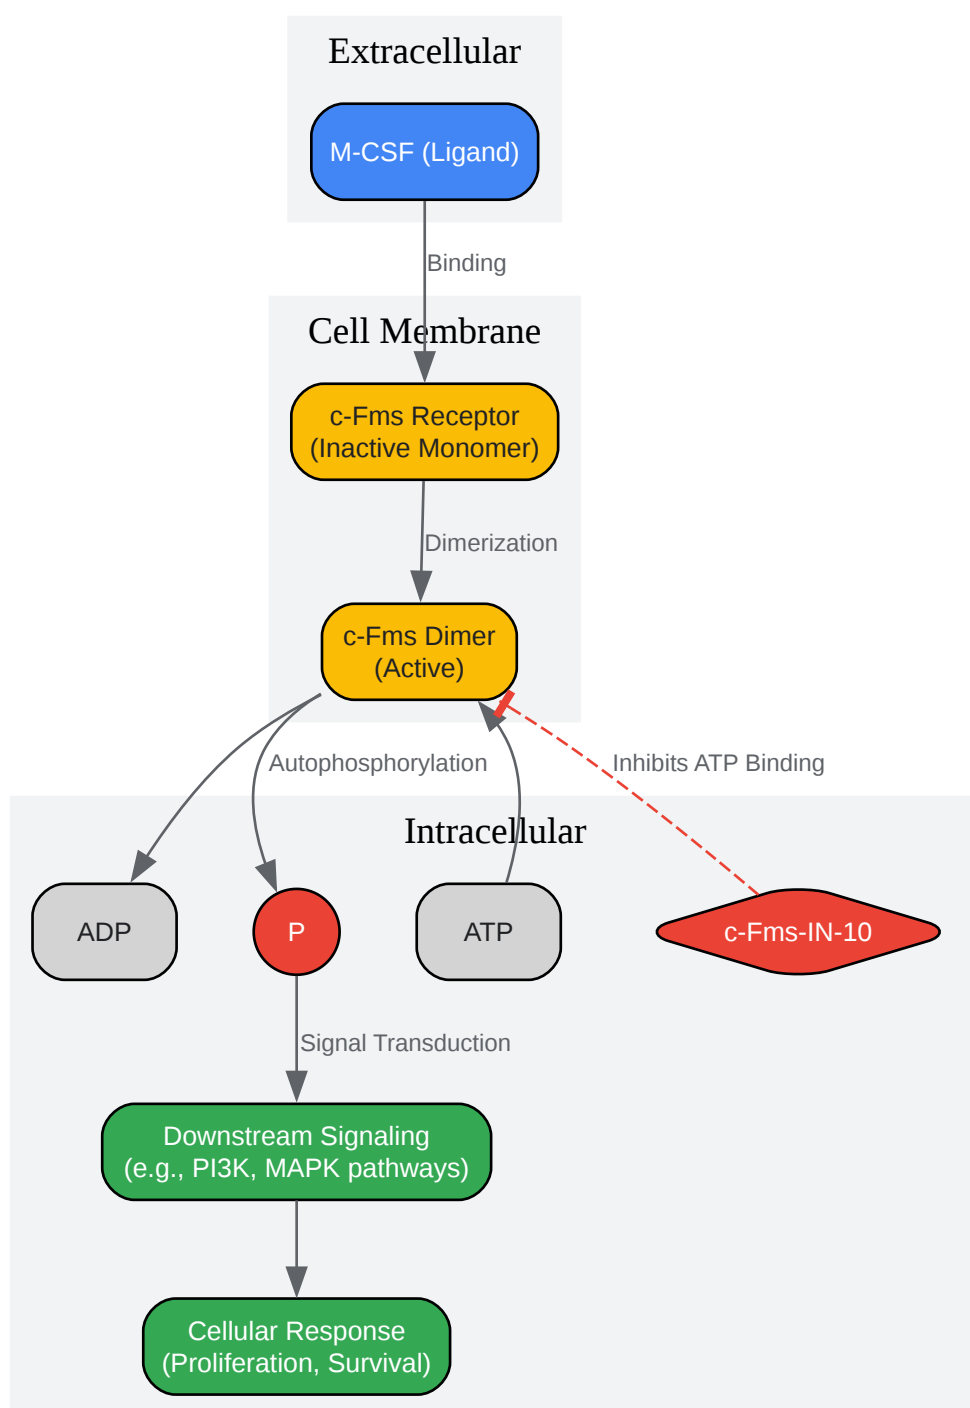 Extracellular
M-CSF (Ligand)
Binding
Cell Membrane
c-Fms Receptor
(Inactive Monomer)
Dimerization
c-Fms Dimer
(Active)
Autophosphorylation
Inhibits ATP Binding
Intracellular
ADP
P
ATP
c-Fms-IN-10
Signal Transduction
Downstream Signaling
(e.g., PI3K, MAPK pathways)
Cellular Response
(Proliferation, Survival)